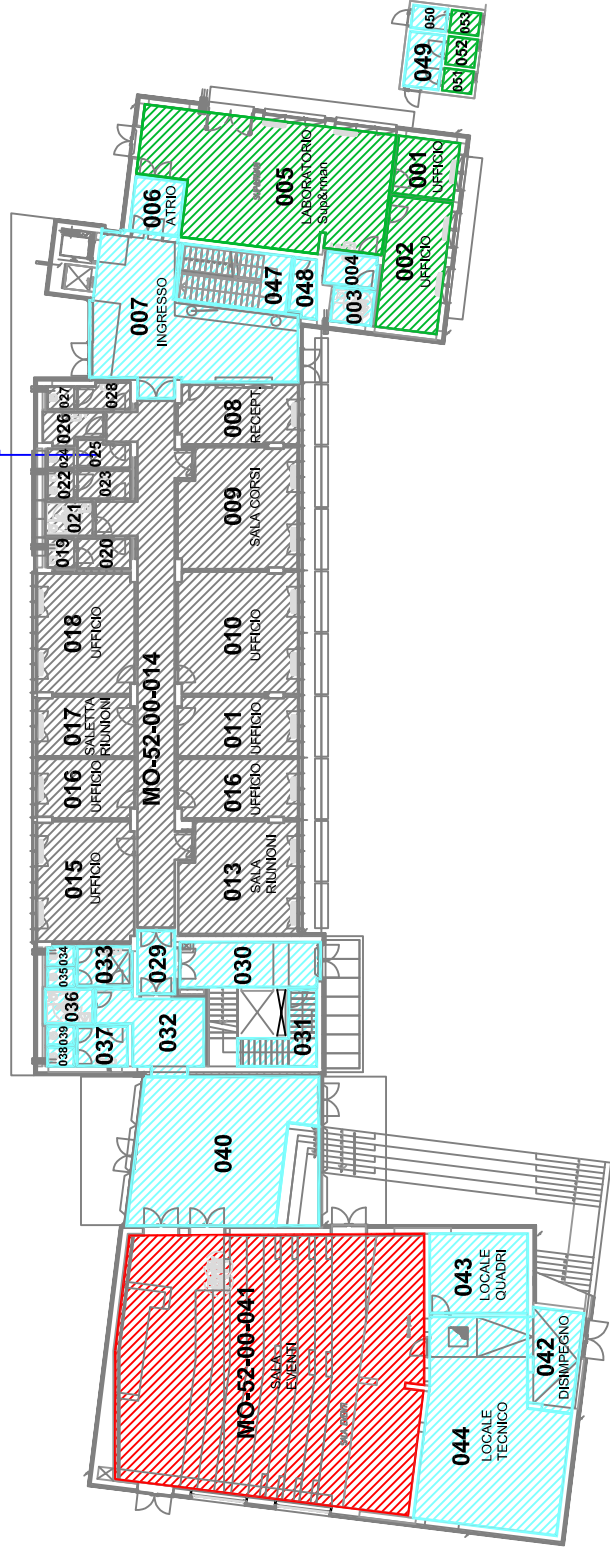 050
053
049
052
051
005
LABORATORIO
Sup&rman
001
UFFICIO
006
ATRIO
002
UFFICIO
004
003
047
048
007
INGRESSO
027
028
026
008
RECEPT.
024
025
022
023
021
009
SALA CORSI
019
020
018
UFFICIO
010
UFFICIO
017
SALETTA
RIUNIONI
MO-52-00-014
011
UFFICIO
016
UFFICIO
016
UFFICIO
015
UFFICIO
013
SALA
RIUNIONI
034
035
033
029
030
036
039
038
037
032
031
040
MO-52-00-041
SALA
EVENTI
043
LOCALE
QUADRI
042
DISIMPEGNO
044
LOCALE
TECNICO